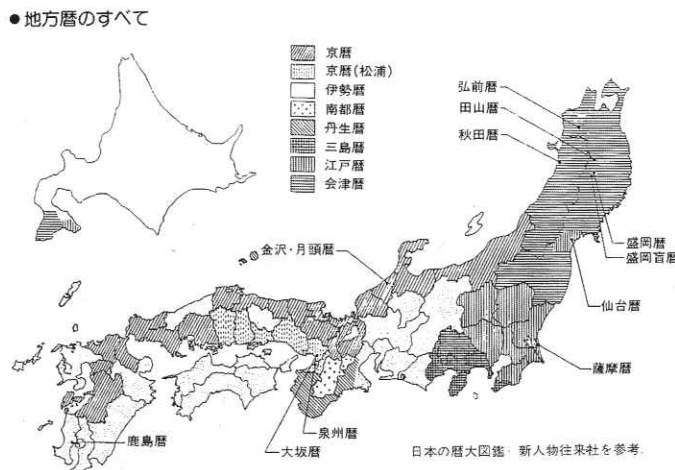 ●地方暦のすべて
京暦
京暦(松浦)
伊勢暦
南都暦
丹生暦
三島暦
江戸暦
会津暦
弘前暦
田山暦
秋田暦
盛岡暦
盛岡盲暦
仙台暦
金沢・月頭暦
薩摩暦
鹿島暦
泉州暦
大坂暦
日本の暦大図鑑 新人物往来社を参考